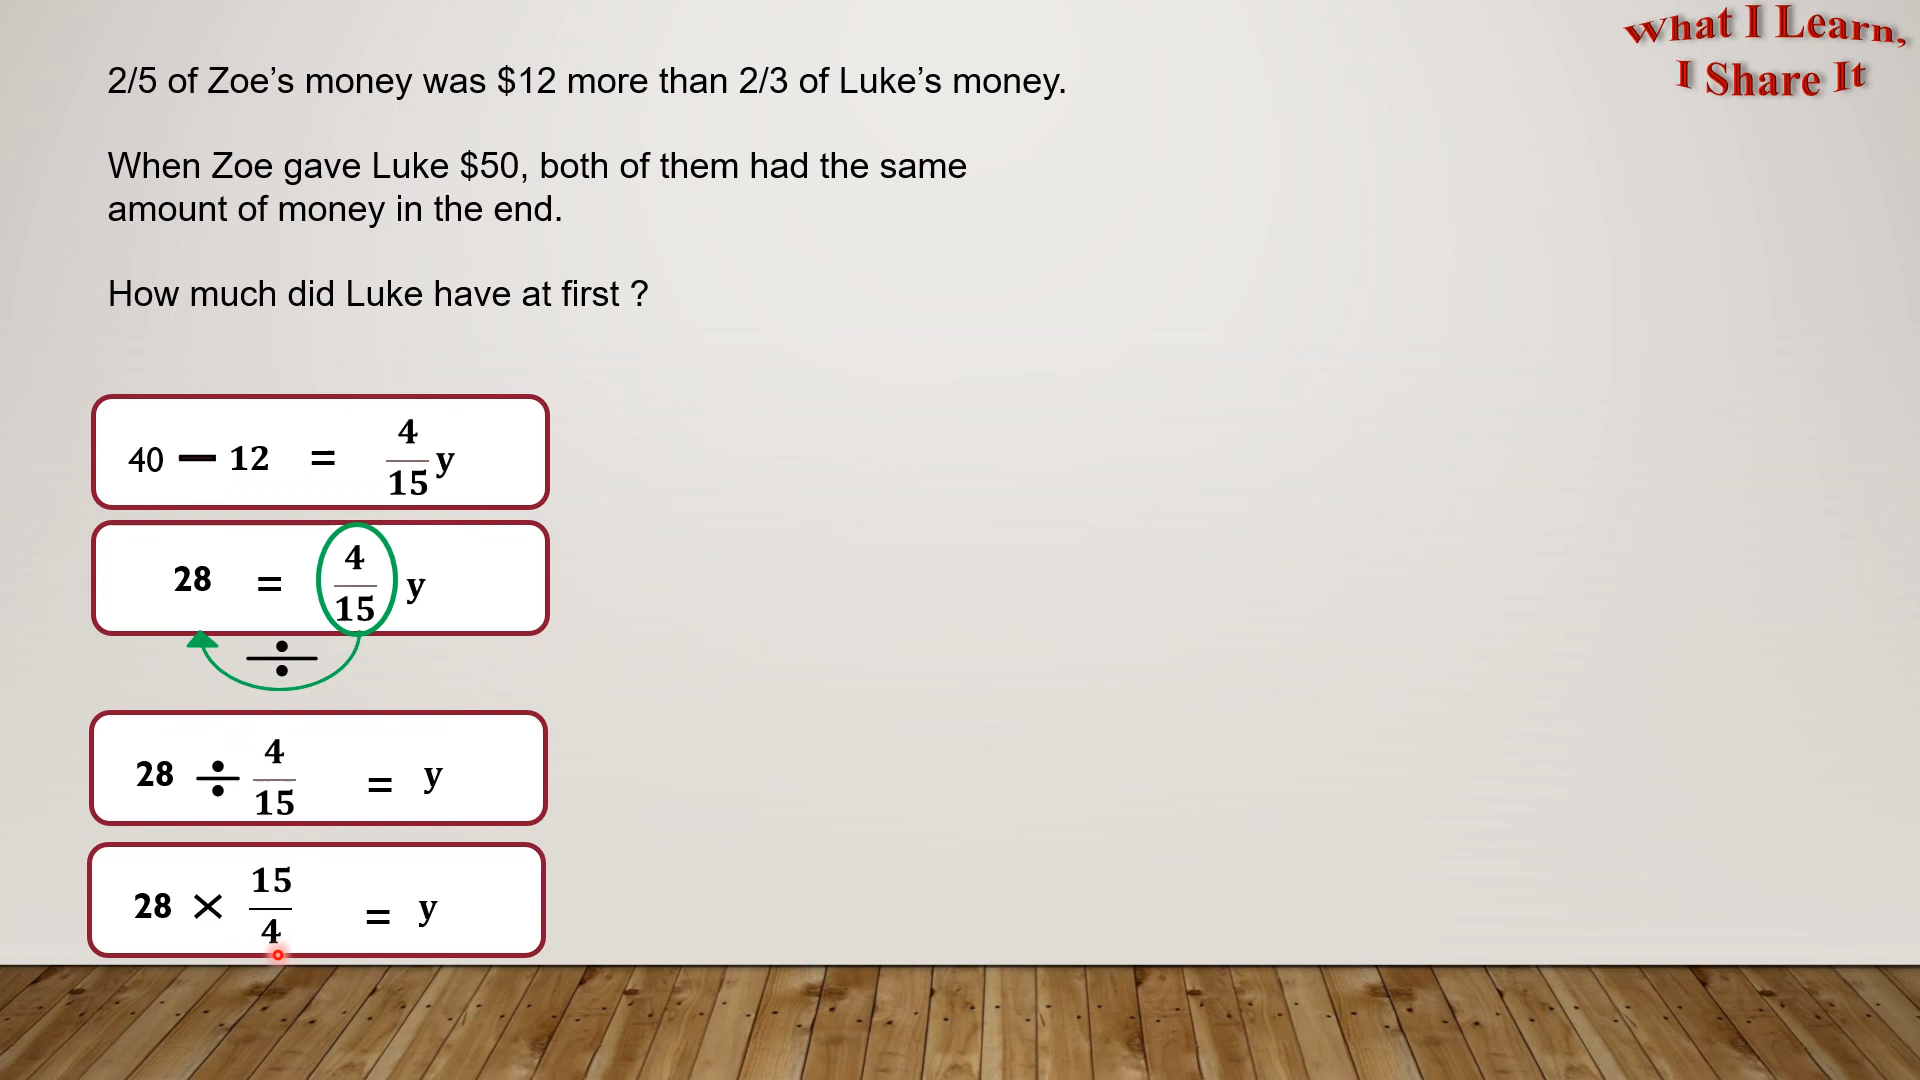 What I Learn,
I Share It
2/5 of Zoe’s money was $12 more than 2/3 of Luke’s money.
When Zoe gave Luke $50, both of them had the same
amount of money in the end.
How much did Luke have at first ?
40 − 12 = 4/15 y
28 = 4/15 y
÷
28 ÷ 4/15 = y
28 × 15/4 = y